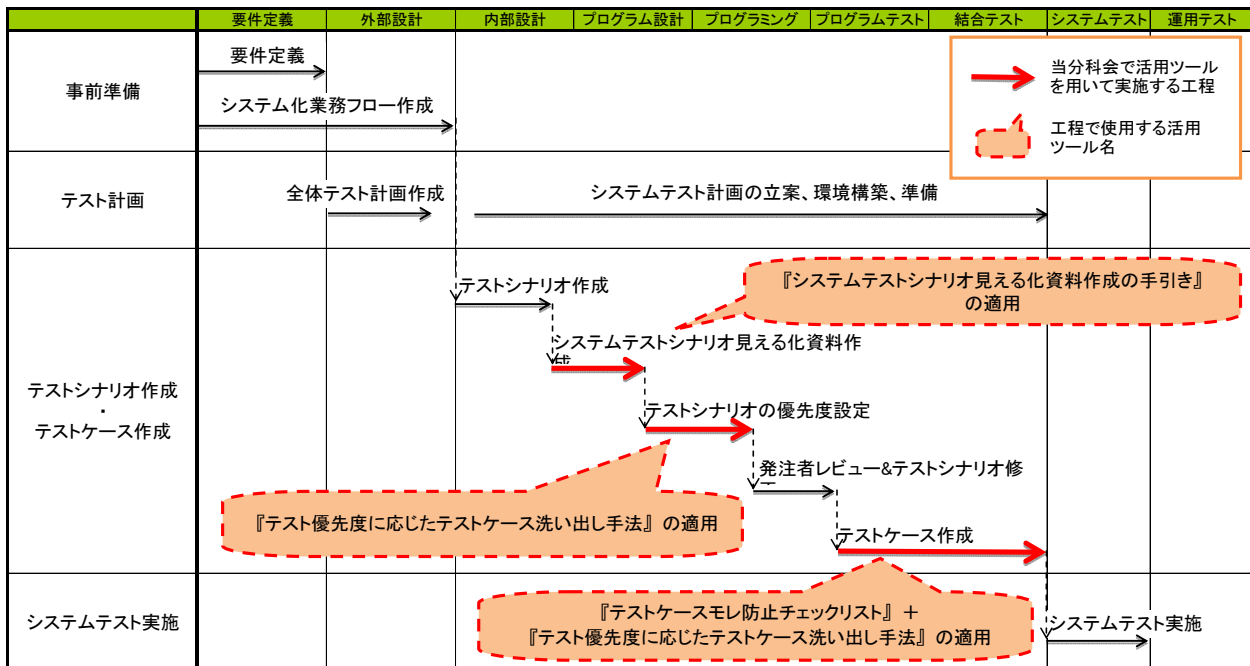 要件定義 外部設計 内部設計 プログラム設計 プログラミング プログラムテスト 結合テスト システムテスト 運用テスト
事前準備
要件定義
システム化業務フロー作成
当分科会で活用ツール
を用いて実施する工程
工程で使用する活用
ツール名
テスト計画
全体テスト計画作成
システムテスト計画の立案、環境構築、準備
テストシナリオ作成
・
テストケース作成
テストシナリオ作成
『システムテストシナリオ見える化資料作成の手引き』
の適用
システムテストシナリオ見える化資料作
テストシナリオの優先度設定
発注者レビュー&テストシナリオ修
『テスト優先度に応じたテストケース洗い出し手法』の適用
テストケース作成
『テストケースモレ防止チェックリスト』 +
『テスト優先度に応じたテストケース洗い出し手法』の適用
システムテスト実施
システムテスト実施